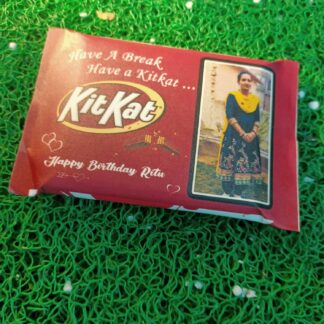 Have A Break
Have a Kitkat ...
KitKat
Happy Birthday Ritu